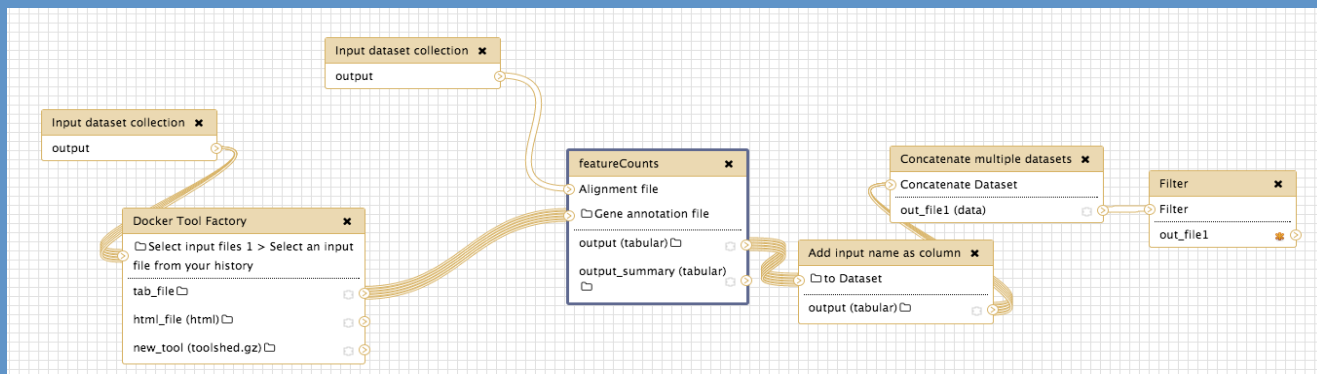 Input dataset collection ✖
output
Input dataset collection ✖
output
Docker Tool Factory ✖
Select input files 1 > Select an input
file from your history
tab_file
html_file (html)
new_tool (toolshed.gz)
featureCounts ✖
Alignment file
Gene annotation file
output (tabular)
output_summary (tabular)
Add input name as column ✖
to Dataset
output (tabular)
Concatenate multiple datasets ✖
Concatenate Dataset
out_file1 (data)
Filter ✖
Filter
out_file1